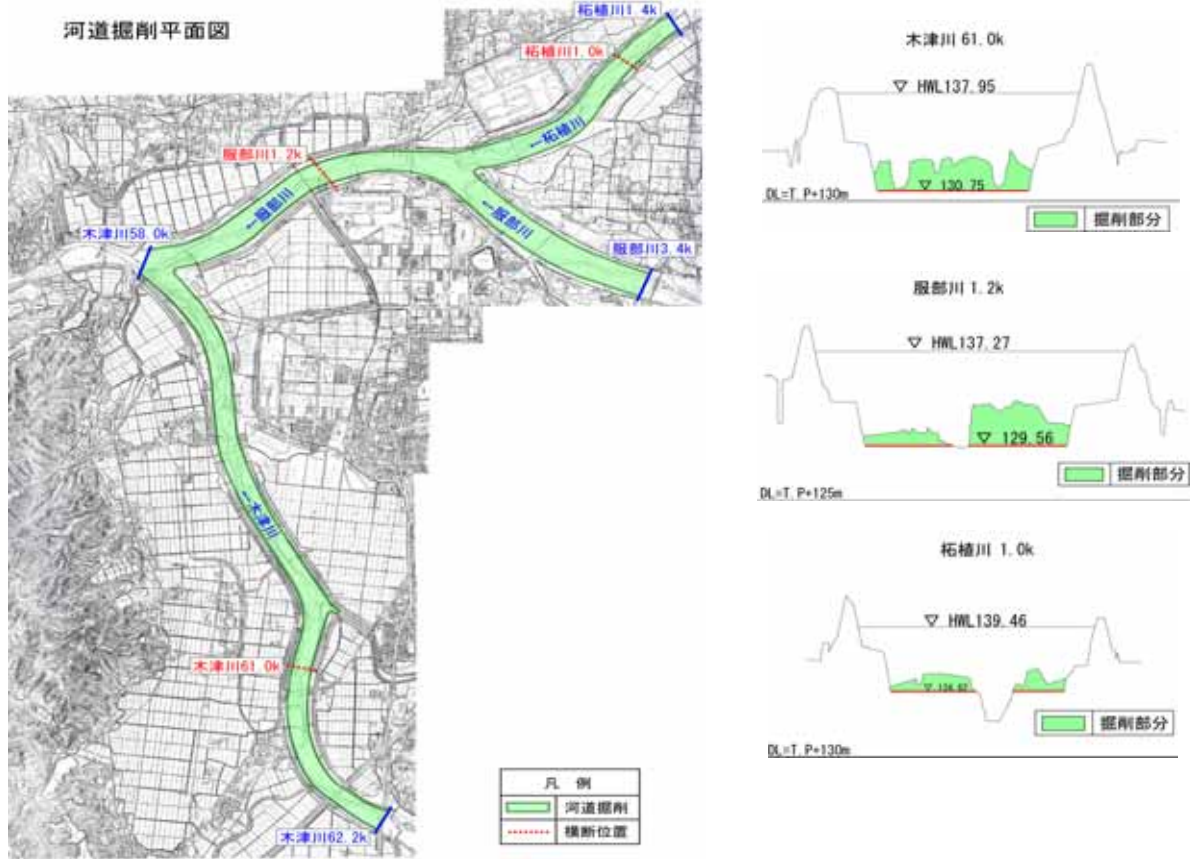 河道掘削平面図
柘植川1.4k
柘植川1.0k
←柘植川
服部川1.2k
←服部川
←服部川
木津川58.0k
服部川3.4k
←木津川
木津川61.0k
木津川62.2k
凡 例
河道掘削
横断位置
木津川 61.0k
▽ HWL137.95
▽ 130.75
DL=T.P+130m
掘削部分
服部川 1.2k
▽ HWL137.27
▽ 129.56
DL=T.P+125m
掘削部分
柘植川 1.0k
▽ HWL139.46
DL=T.P+130m
掘削部分